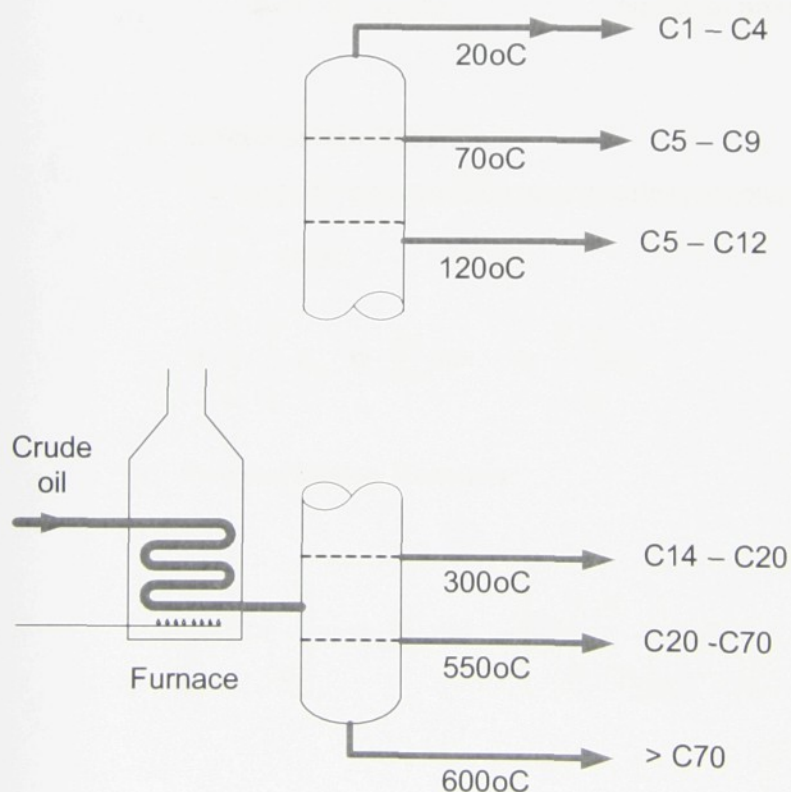 C1 – C4
20oC
C5 – C9
70oC
C5 – C12
120oC
Crude
oil
C14 – C20
300oC
C20 -C70
550oC
Furnace
> C70
600oC